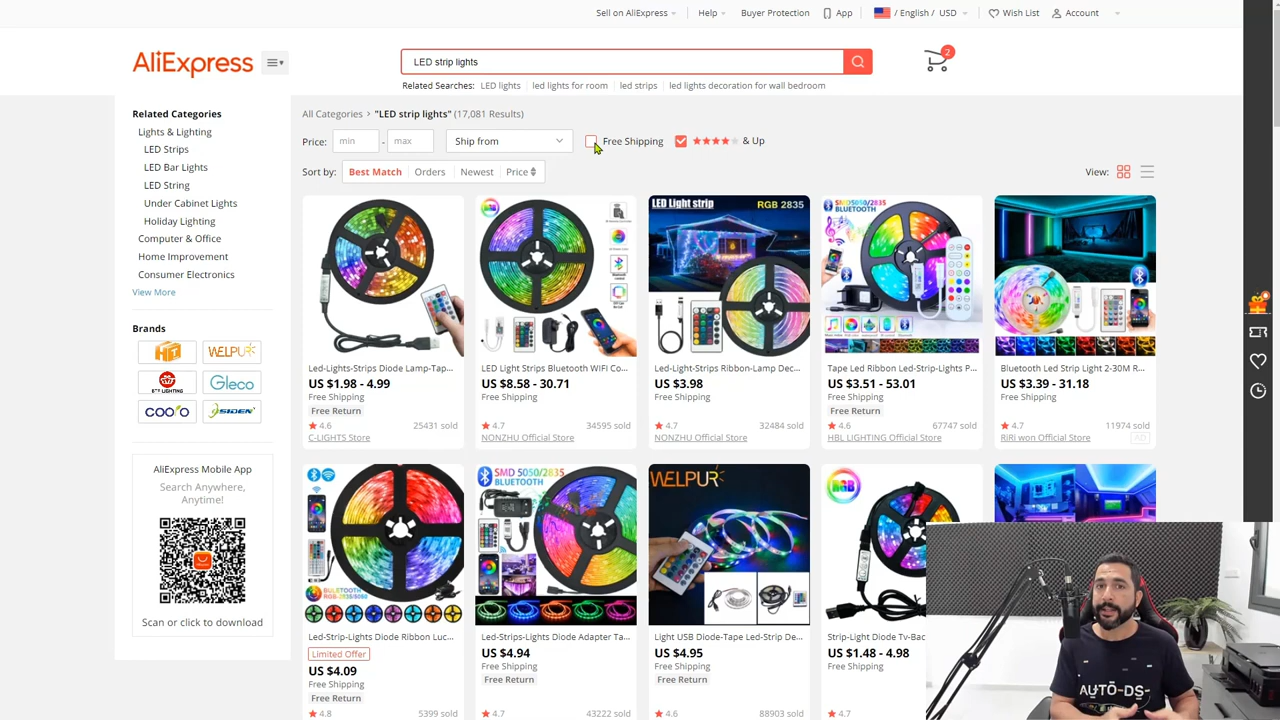 Sell on AliExpress
Help
Buyer Protection
App
/ English / USD
Wish List
Account
AliExpress
LED strip lights
2
Related Searches: LED lights led lights for room led strips led lights decoration for wall bedroom
Related Categories
Lights & Lighting
LED Strips
LED Bar Lights
LED String
Under Cabinet Lights
Holiday Lighting
Computer & Office
Home Improvement
Consumer Electronics
View More
Brands
WELPUR
Gleco
COOLO
SIDEN
AliExpress Mobile App
Search Anywhere,
Anytime!
Scan or click to download
All Categories > "LED strip lights" (17,081 Results)
Price: min - max Ship from Free Shipping & Up
Sort by: Best Match Orders Newest Price
View:
Led-Lights-Strips Diode Lamp-Tap...
US $1.98 - 4.99
Free Shipping
Free Return
4.6 25431 sold
C-LIGHTS Store
LED Light Strips Bluetooth WIFI Co...
US $8.58 - 30.71
Free Shipping
4.7 34595 sold
NONZHU Official Store
LED Light strip RGB 2835
Led-Light-Strips Ribbon-Lamp Dec...
US $3.98
Free Shipping
4.7 32484 sold
NONZHU Official Store
SMD5050/2835
BLUETOOTH
Tape Led Ribbon Led-Strip-Lights P...
US $3.51 - 53.01
Free Shipping
Free Return
4.6 67747 sold
HBL LIGHTING Official Store
Bluetooth Led Strip Light 2-30M R...
US $3.39 - 31.18
Free Shipping
4.7 11974 sold
RiRi won Official Store
AD
Led-Strip-Lights Diode Ribbon Luc...
Limited Offer
US $4.09
Free Shipping
Free Return
4.8 5399 sold
SMD 5050/2835
BLUETOOTH
Led-Strips-Lights Diode Adapter Ta...
US $4.94
Free Shipping
Free Return
4.7 43222 sold
WELPUR
Light USB Diode-Tape Led-Strip De...
US $4.95
Free Shipping
Free Return
4.6 88903 sold
RGB
Strip-Light Diode Tv-Bac
US $1.48 - 4.98
Free Shipping
4.7
AUTO-DS